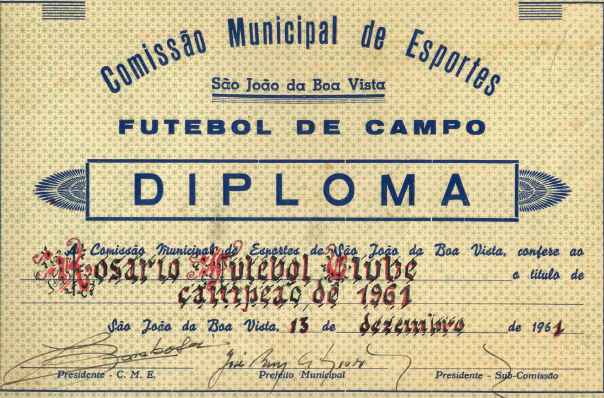 Comissão Municipal de Esportes
São João da Boa Vista
FUTEBOL DE CAMPO
DIPLOMA
A Comissão Municipal de Esportes de São João da Boa Vista, confere ao
Rosário Futebol Clube o titulo de
campeão de 1961
São João da Boa Vista, 13 de dezembro de 1961
Presidente - C. M. E. Prefeito Municipal Presidente - Sub-Comissão